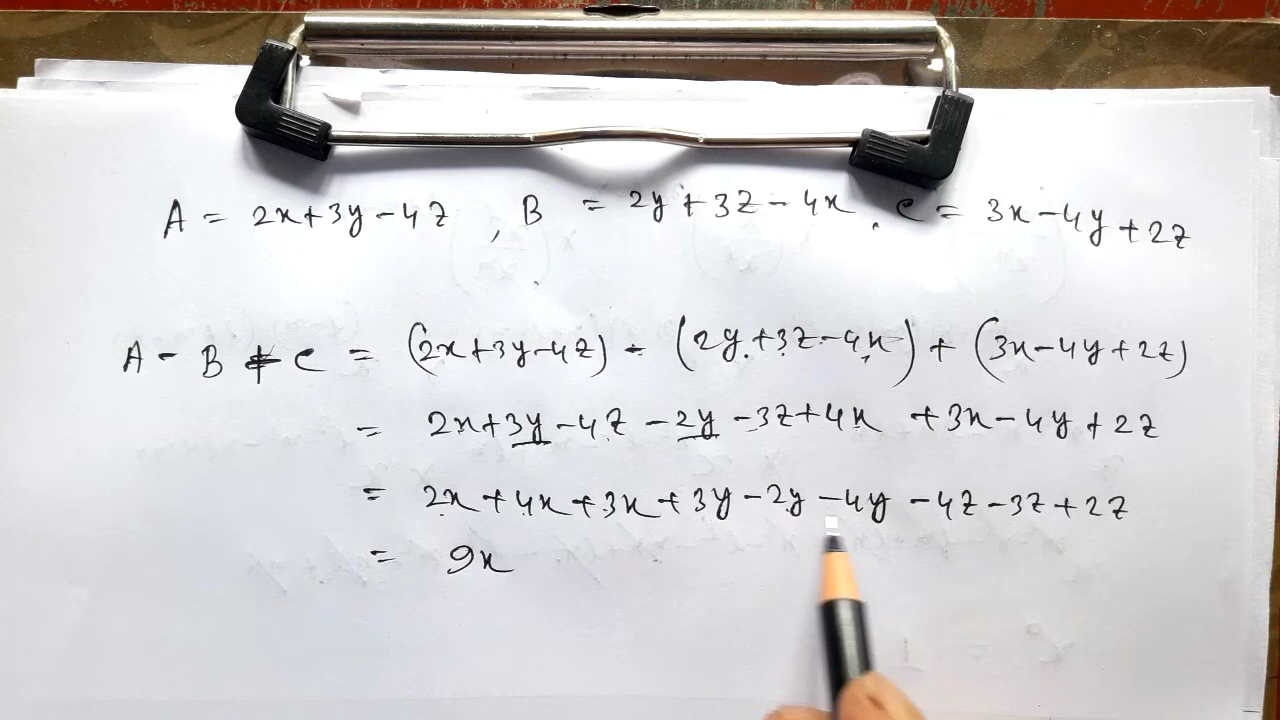 A = 2x+3y-4z, B = 2y+3z-4x, C = 3x-4y+2z
A - B + C = (2x+3y-4z) - (2y+3z-4x) + (3x-4y+2z)
= 2x+3y-4z-2y-3z+4x +3x-4y+2z
= 2x+4x+3x+3y-2y-4y-4z-3z+2z
= 9x